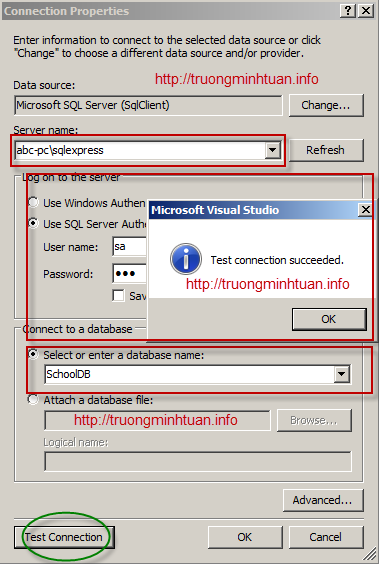 Connection Properties
Enter information to connect to the selected data source or click
"Change" to choose a different data source and/or provider.
http://truongminhtuan.info
Data source:
Microsoft SQL Server (SqlClient)
Change...
Server name:
abc-pc\sqlexpress
Refresh
Log on to the server
Use Windows Authen
Use SQL Server Auth
User name:
sa
Password:
●●●
Sav
Microsoft Visual Studio
Test connection succeeded.
http://truongminhtuan.info
OK
Connect to a database
Select or enter a database name:
SchoolDB
Attach a database file:
http://truongminhtuan.info
Browse...
Logical name:
Advanced...
Test Connection
OK
Cancel